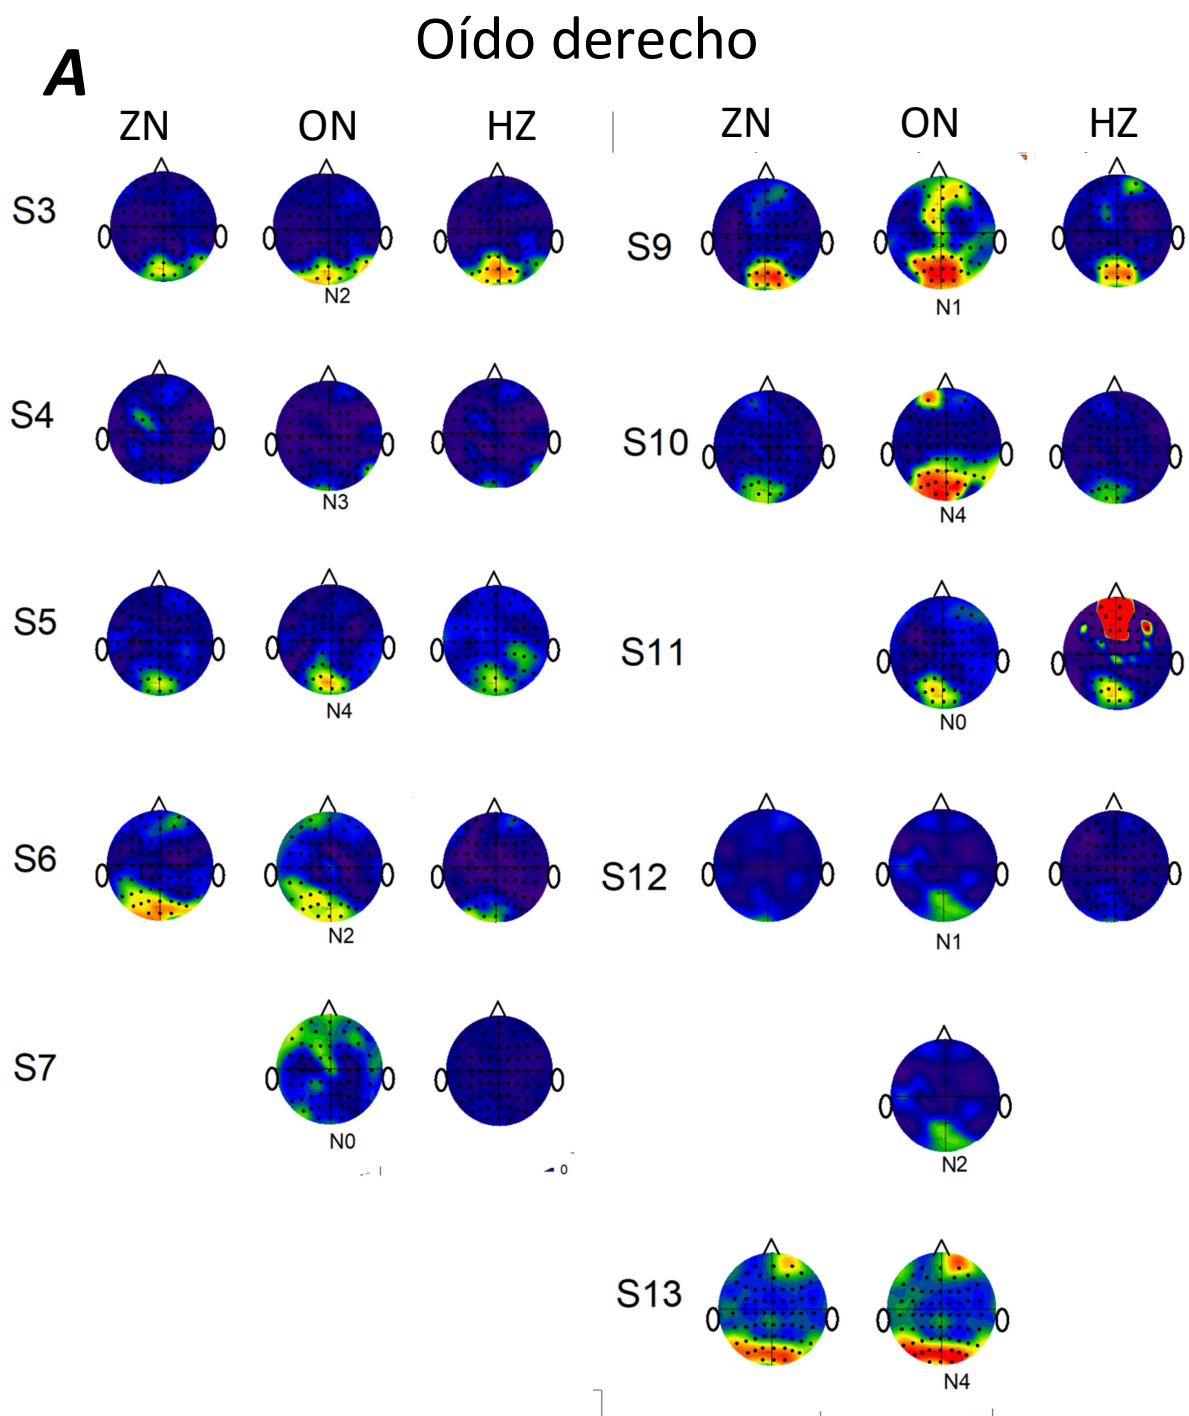 Oído derecho
A
ZN ON HZ ZN ON HZ
S3
N2
S9
N1
S4
N3
S10
N4
S5
N4
S11
N0
S6
N2
S12
N1
S7
N0
0
N2
S13
N4